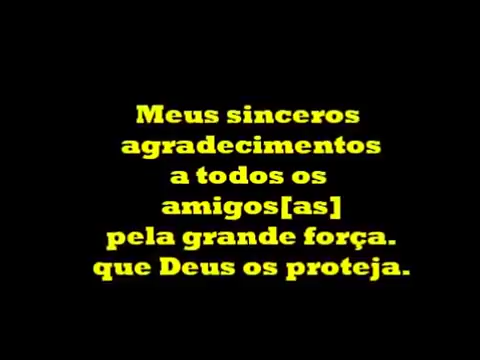 Meus sinceros
agradecimentos
a todos os
amigos[as]
pela grande força.
que Deus os proteja.